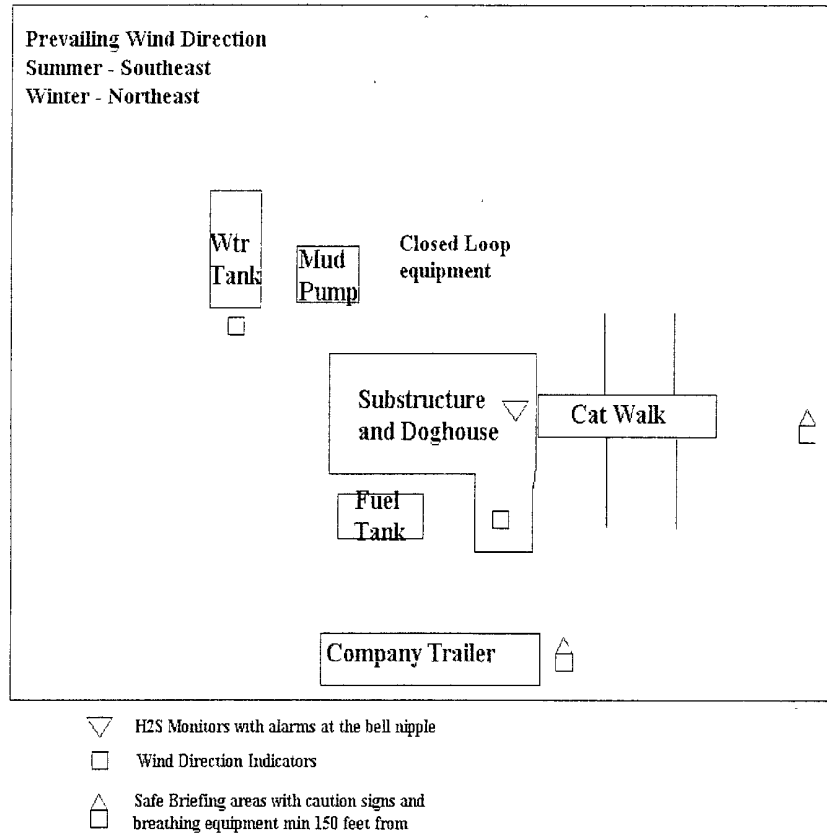 Prevailing Wind Direction
Summer - Southeast
Winter - Northeast
Wtr
Tank
Mud
Pump
Closed Loop
equipment
Substructure
and Doghouse
Cat Walk
Fuel
Tank
Company Trailer
H2S Monitors with alarms at the bell nipple
Wind Direction Indicators
Safe Briefing areas with caution signs and
breathing equipment min 150 feet from